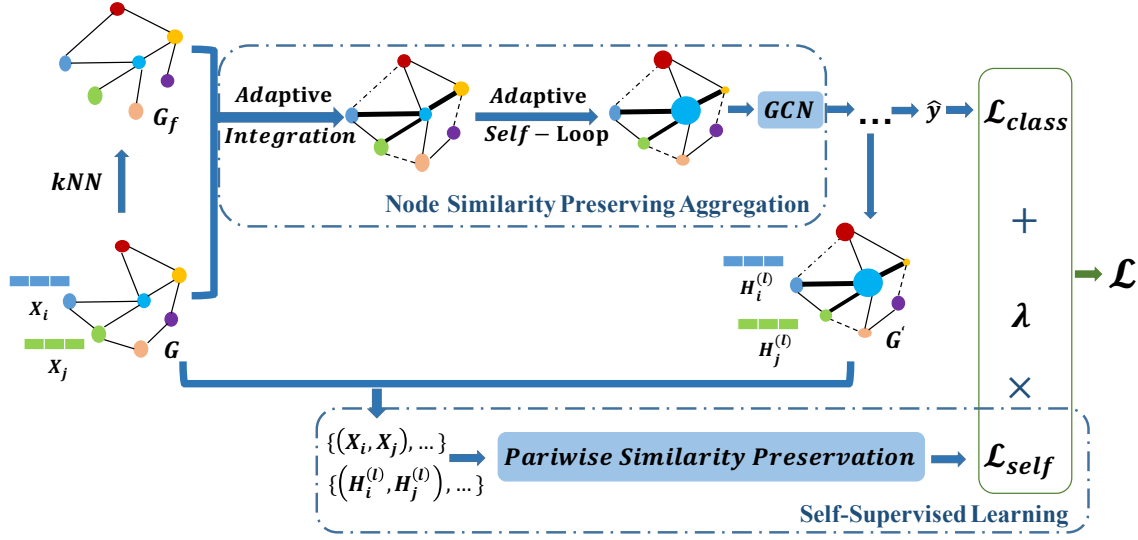 G_f
kNN
X_i
X_j
G
Adaptive
Integration
Adaptive
Self − Loop
GCN
...
ŷ
ℒ_class
Node Similarity Preserving Aggregation
H_i^(l)
H_j^(l)
G‘
+
λ
×
ℒ
{(X_i, X_j), ... }
{(H_i^(l), H_j^(l)), ... }
Pariwise Similarity Preservation
ℒ_self
Self-Supervised Learning